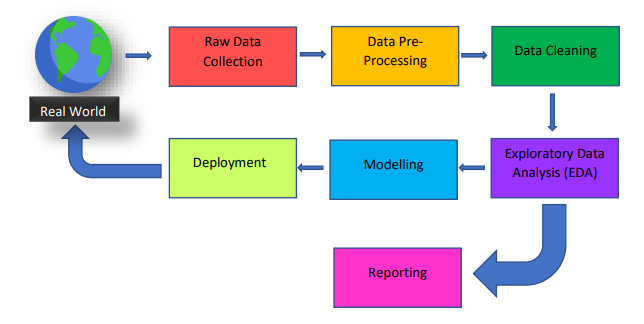 Raw Data
Collection
Data Pre-
Processing
Data Cleaning
Real World
Deployment
Modelling
Exploratory Data
Analysis (EDA)
Reporting